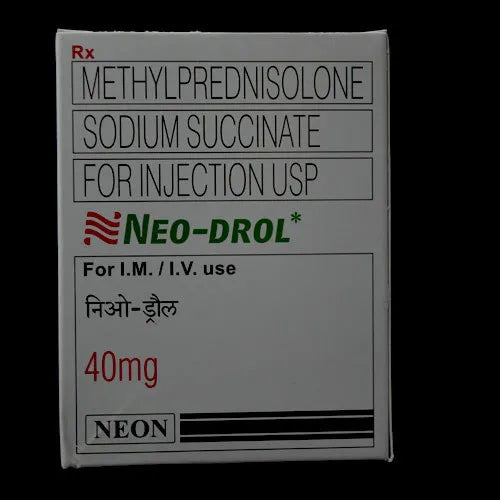 Rx
METHYLPREDNISOLONE
SODIUM SUCCINATE
FOR INJECTION USP
NEO-DROL*
For I.M. / I.V. use
निओ-ड्रौल
40mg
NEON